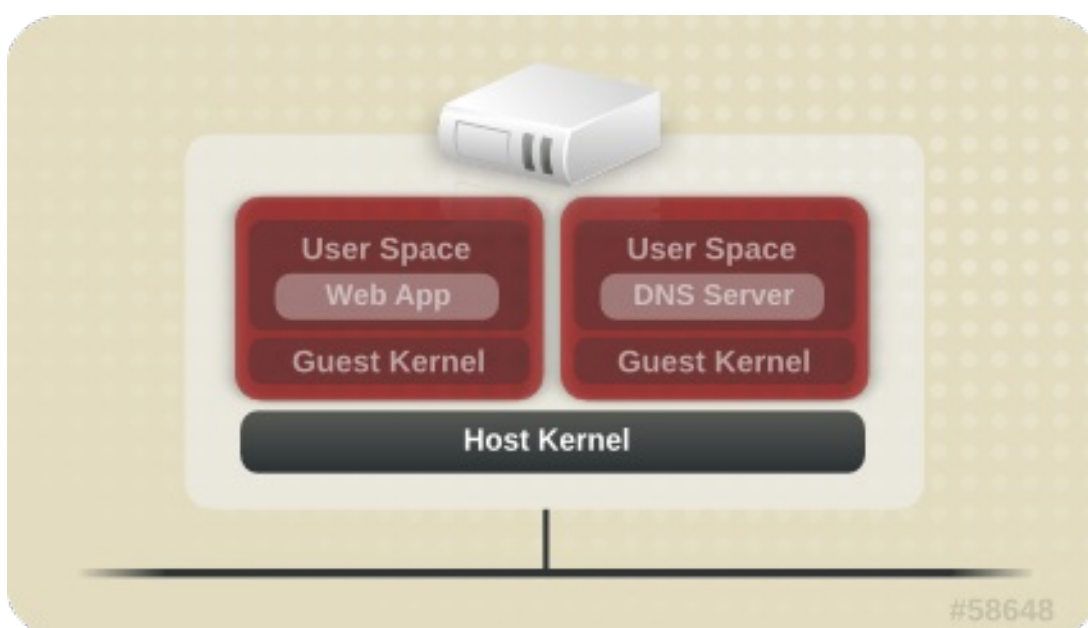 User Space
Web App
Guest Kernel
User Space
DNS Server
Guest Kernel
Host Kernel
#58648